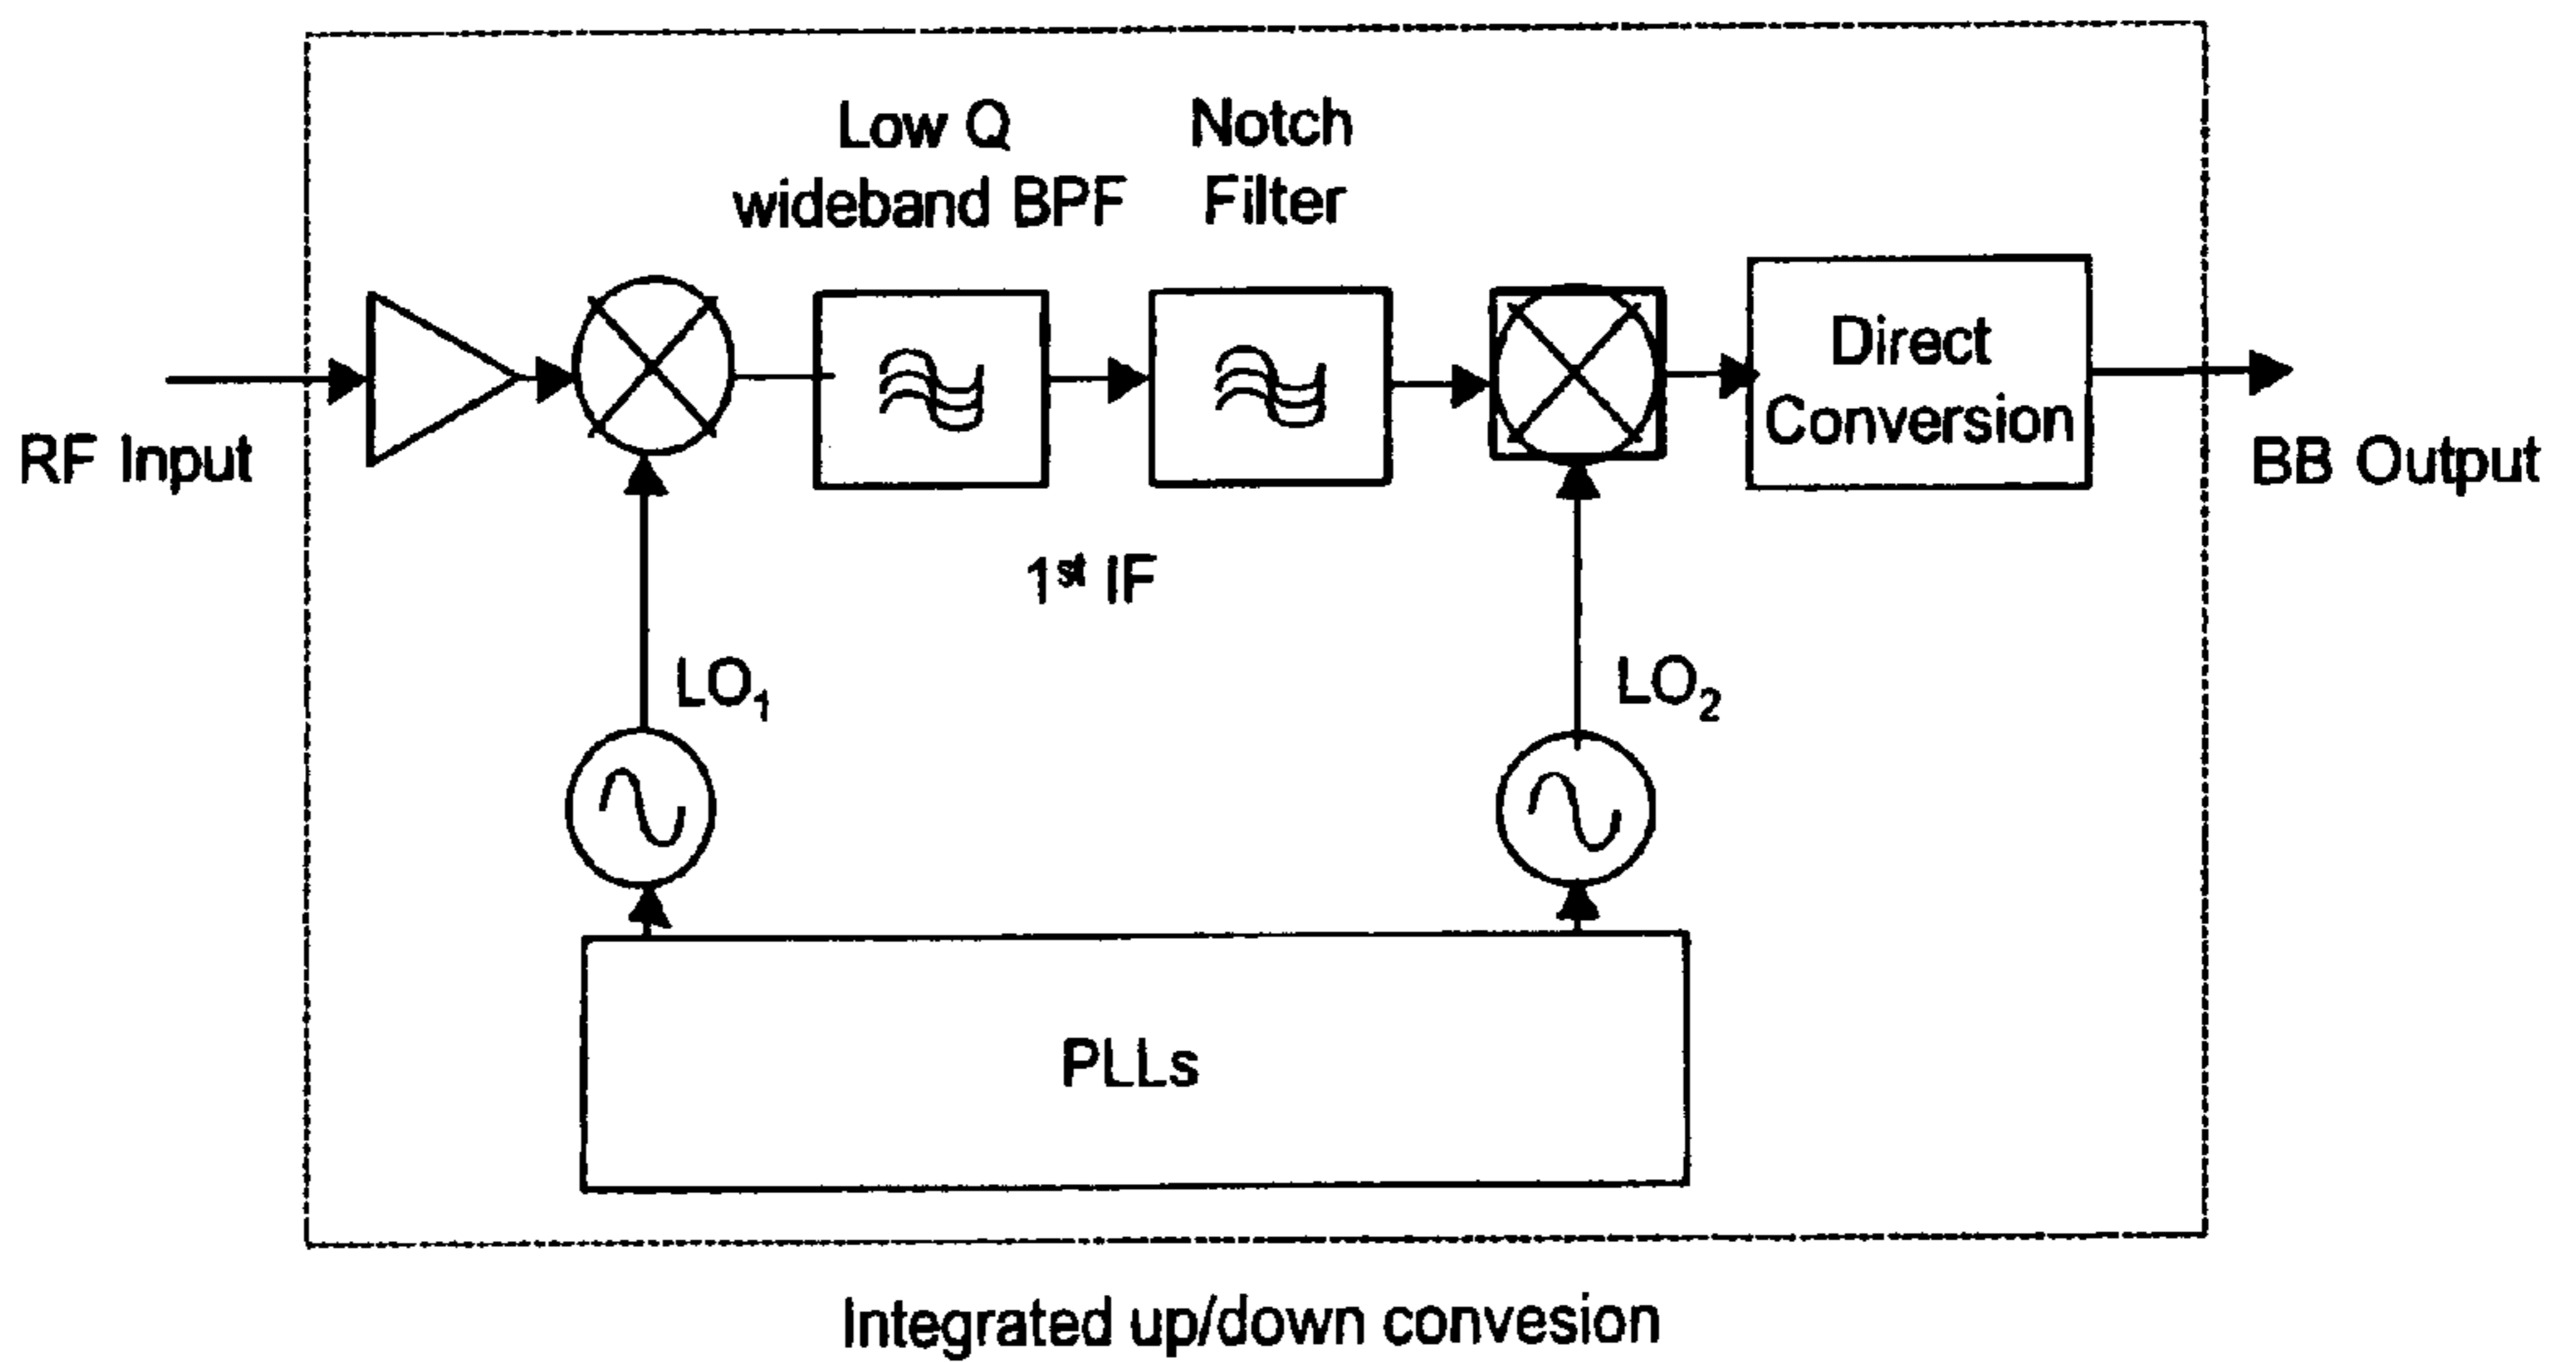 Low Q
wideband BPF
Notch
Filter
RF Input
Direct
Conversion
BB Output
1st IF
LO1
LO2
PLLs
Integrated up/down convesion